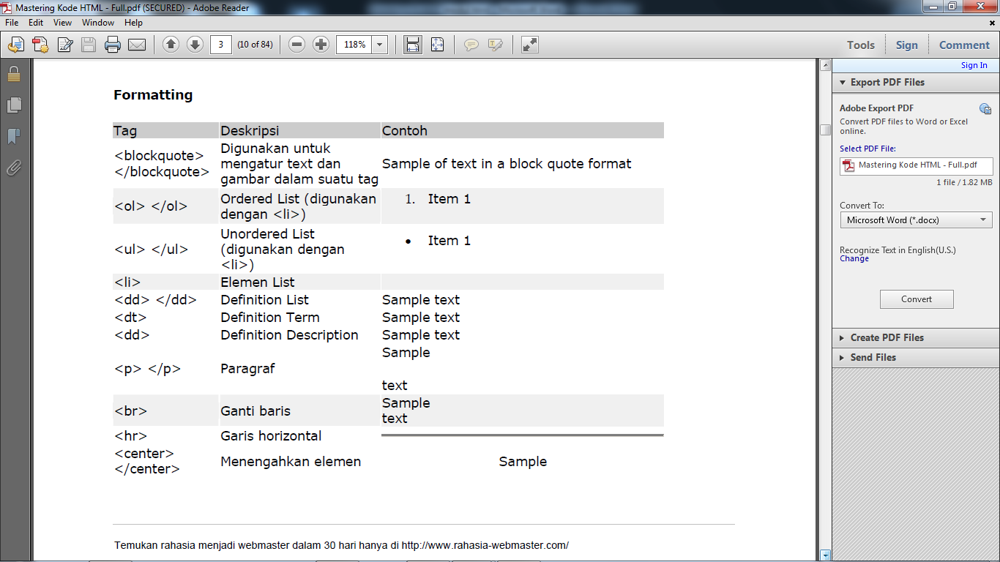 Mastering Kode HTML - Full.pdf (SECURED) - Adobe Reader
File Edit View Window Help
3 (10 of 84) 118% Tools Sign Comment
Sign In
Export PDF Files
Adobe Export PDF
Convert PDF files to Word or Excel
online.
Select PDF File:
Mastering Kode HTML - Full.pdf
1 file / 1.82 MB
Convert To:
Microsoft Word (*.docx)
Recognize Text in English(U.S.)
Change
Convert
Create PDF Files
Send Files
Formatting
Tag Deskripsi Contoh
<blockquote>
</blockquote>
Digunakan untuk
mengatur text dan
gambar dalam suatu tag
Sample of text in a block quote format
<ol> </ol>
Ordered List (digunakan
dengan <li>)
1. Item 1
<ul> </ul>
Unordered List
(digunakan dengan
<li>)
• Item 1
<li> Elemen List
<dd> </dd> Definition List Sample text
<dt> Definition Term Sample text
<dd> Definition Description Sample text
<p> </p> Paragraf
Sample
text
<br> Ganti baris
Sample
text
<hr> Garis horizontal
<center>
</center>
Menengahkan elemen
Sample
Temukan rahasia menjadi webmaster dalam 30 hari hanya di http://www.rahasia-webmaster.com/